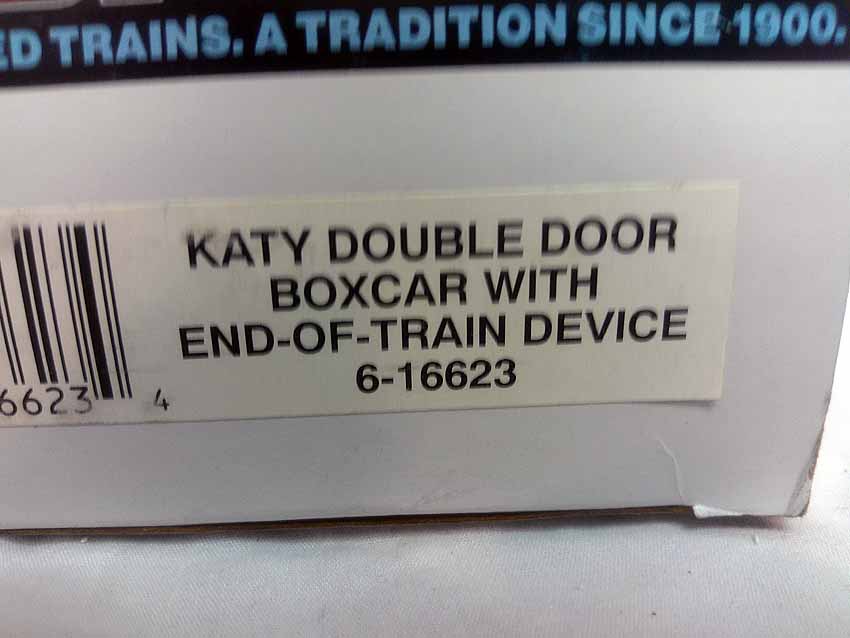 ED TRAINS. A TRADITION SINCE 1900.
KATY DOUBLE DOOR
BOXCAR WITH
END-OF-TRAIN DEVICE
6-16623
6623 4